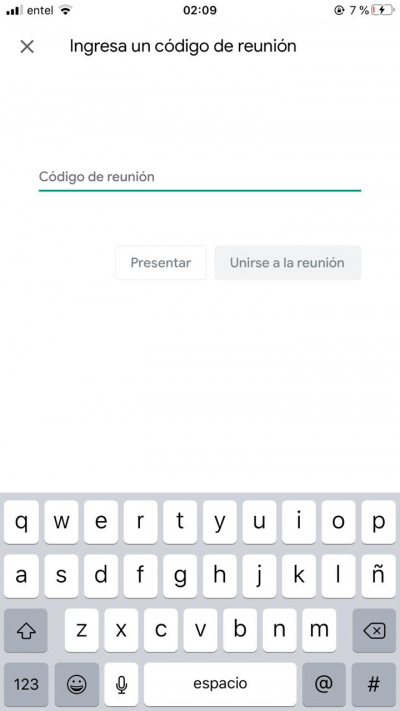 entel 02:09 7 %
Ingresa un código de reunión
Código de reunión
Presentar Unirse a la reunión
q w e r t y u i o p
a s d f g h j k l ñ
z x c v b n m
123 espacio @ #